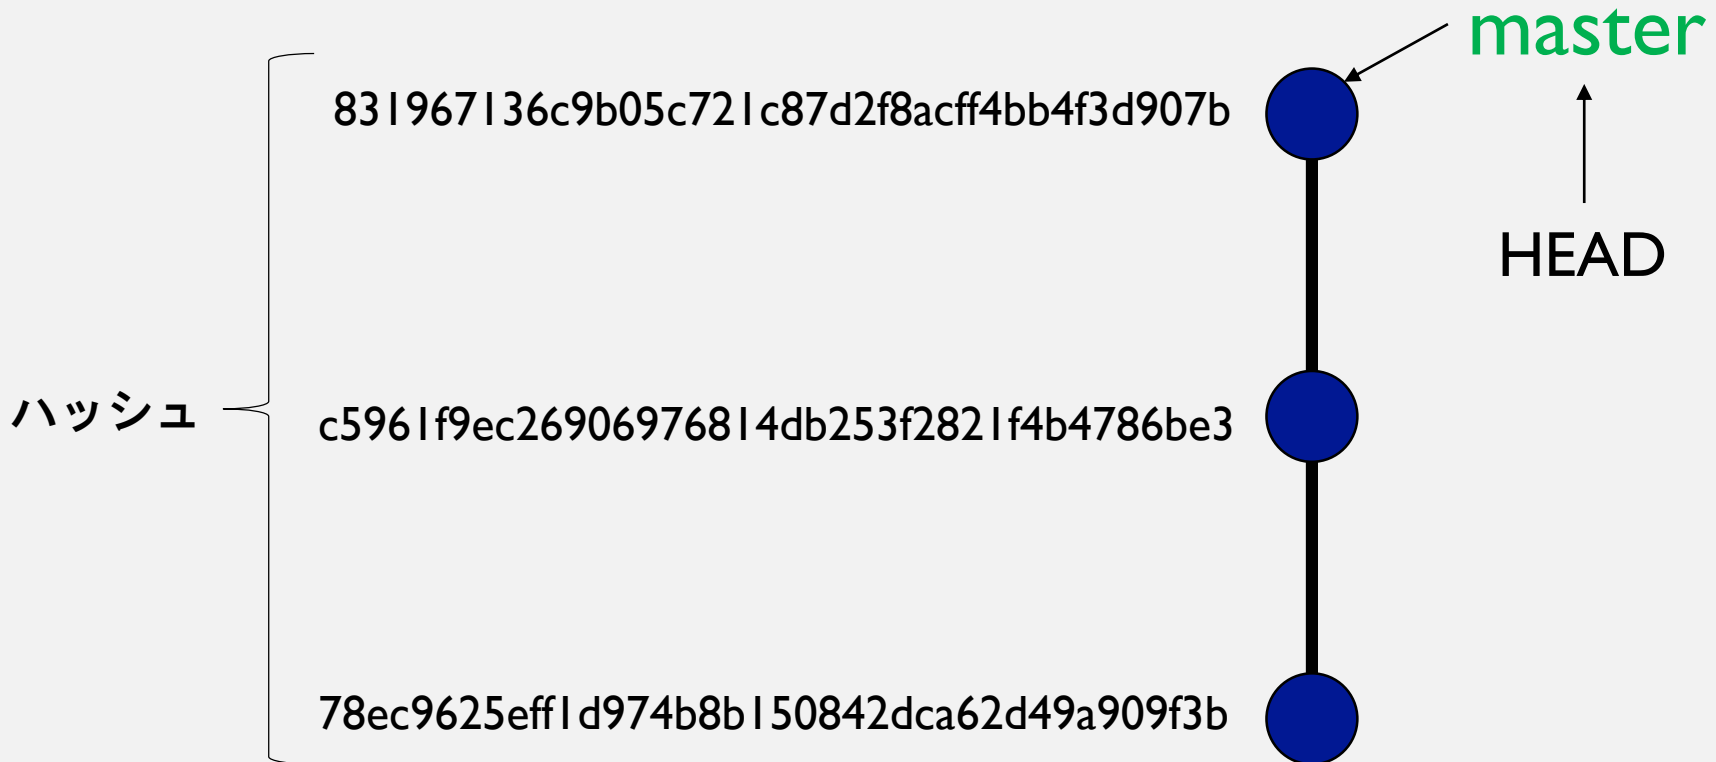 master
831967136c9b05c721c87d2f8acff4bb4f3d907b
HEAD
ハッシュ
c5961f9ec26906976814db253f2821f4b4786be3
78ec9625eff1d974b8b150842dca62d49a909f3b